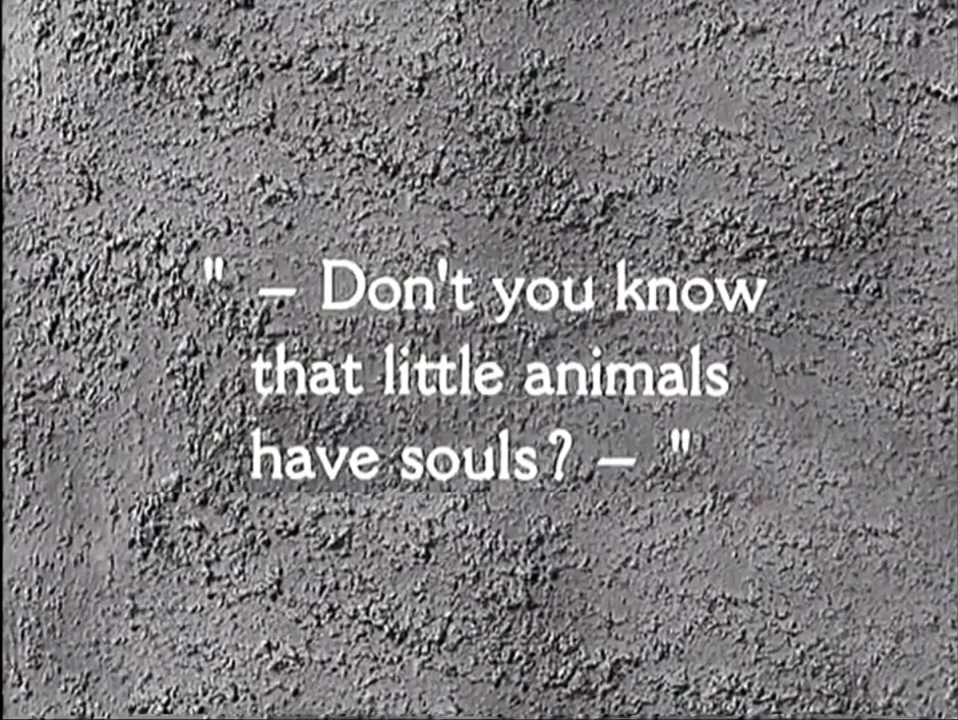 " – Don't you know
that little animals
have souls? – "